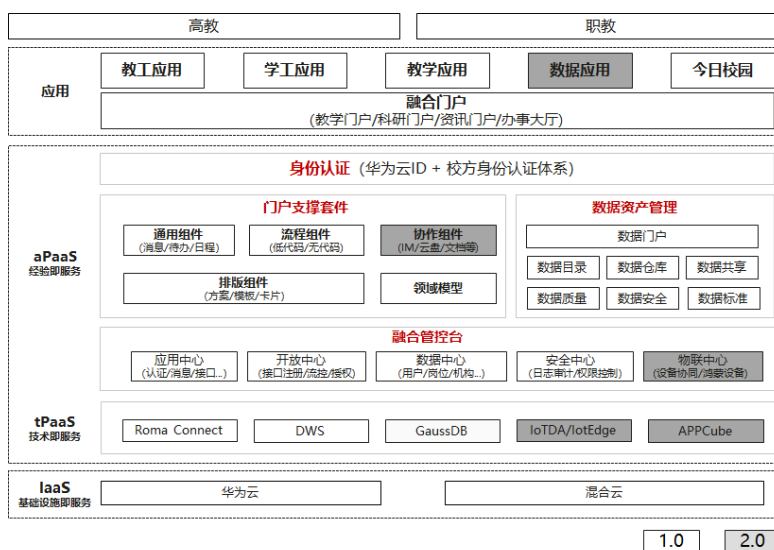 高教
职教
应用
教工应用
学工应用
教学应用
数据应用
今日校园
融合门户
(教学门户/科研门户/资讯门户/办事大厅)
aPaaS
经验即服务
身份认证 (华为云ID + 校方身份认证体系)
门户支撑套件
通用组件
(消息/待办/日程)
流程组件
(低代码/无代码)
协作组件
(IM/云盘/文档等)
排版组件
(方案/模板/卡片)
领域模型
数据资产管理
数据门户
数据目录
数据仓库
数据共享
数据质量
数据安全
数据标准
融合管控台
应用中心
(认证/消息/接口...)
开放中心
(接口注册/流控/授权)
数据中心
(用户/岗位/机构...)
安全中心
(日志审计/权限控制)
物联中心
(设备协同/鸿蒙设备)
tPaaS
技术即服务
Roma Connect
DWS
GaussDB
IoTDA/IotEdge
APPCube
IaaS
基础设施即服务
华为云
混合云
1.0
2.0